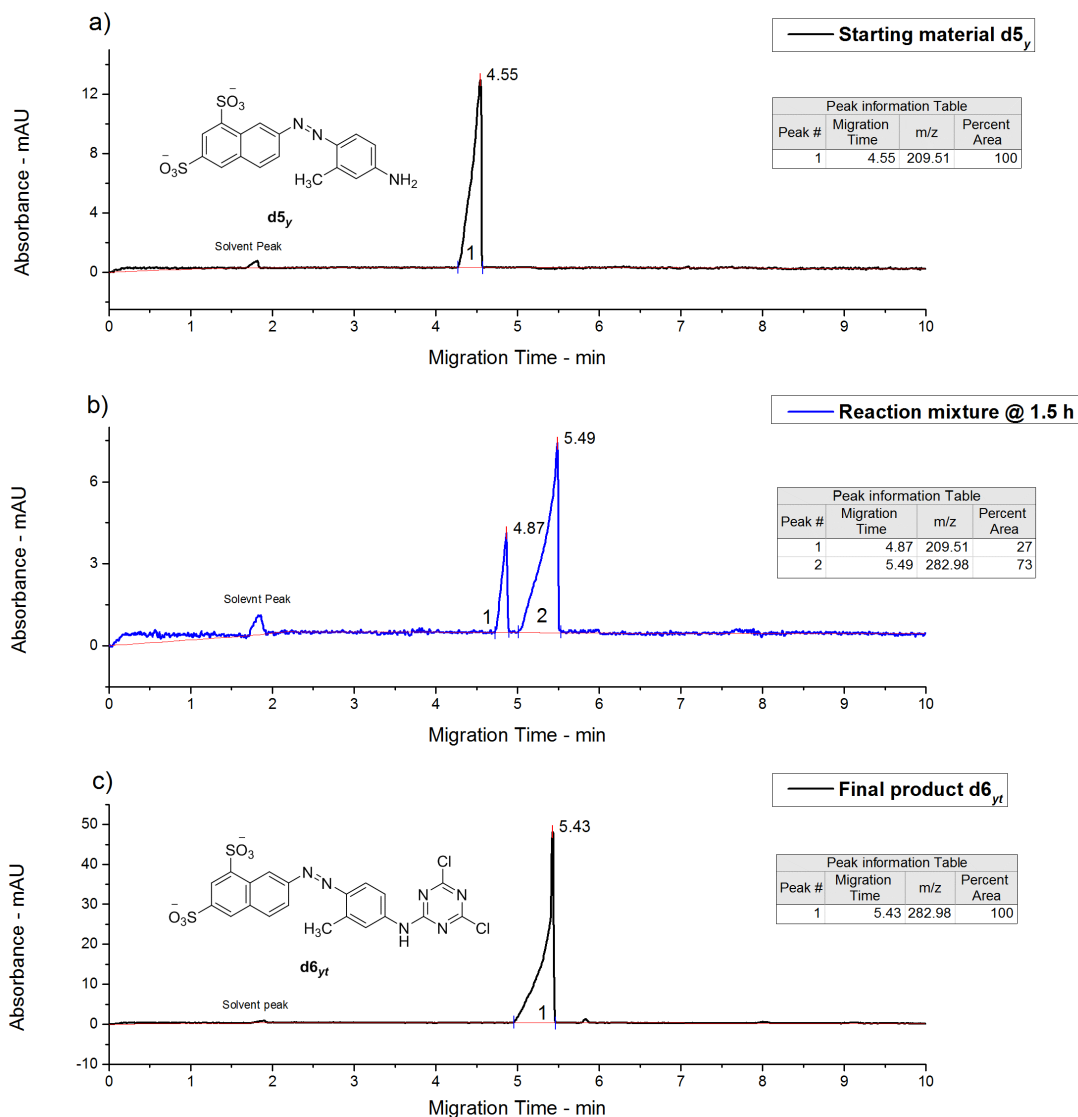 a)
Starting material d5y
Absorbance - mAU
12
8
4
0
4.55
SO3−
−O3S
N
N
CH3
NH2
d5y
Solvent Peak
1
Peak information Table
Peak # Migration Time m/z Percent Area
1 4.55 209.51 100
0 1 2 3 4 5 6 7 8 9 10
Migration Time - min
b)
Reaction mixture @ 1.5 h
Absorbance - mAU
6
3
0
5.49
4.87
Solevnt Peak
1
2
Peak information Table
Peak # Migration Time m/z Percent Area
1 4.87 209.51 27
2 5.49 282.98 73
0 1 2 3 4 5 6 7 8 9 10
Migration Time - min
c)
Final product d6yt
Absorbance - mAU
50
40
30
20
10
0
-10
5.43
SO3−
−O3S
N
N
CH3
N
H
N
N
N
Cl
Cl
d6yt
Solvent peak
1
Peak information Table
Peak # Migration Time m/z Percent Area
1 5.43 282.98 100
0 1 2 3 4 5 6 7 8 9 10
Migration Time - min